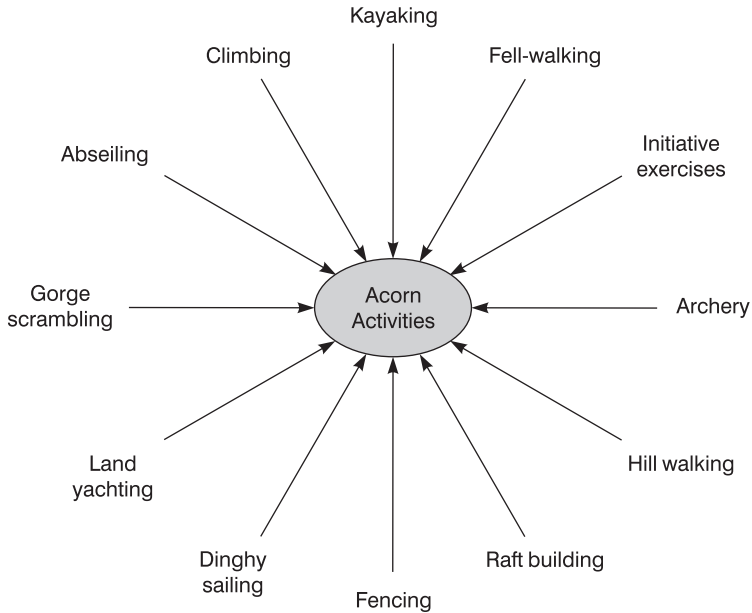 Kayaking
Climbing
Fell-walking
Abseiling
Initiative
exercises
Gorge
scrambling
Acorn
Activities
Archery
Land
yachting
Hill walking
Dinghy
sailing
Raft building
Fencing